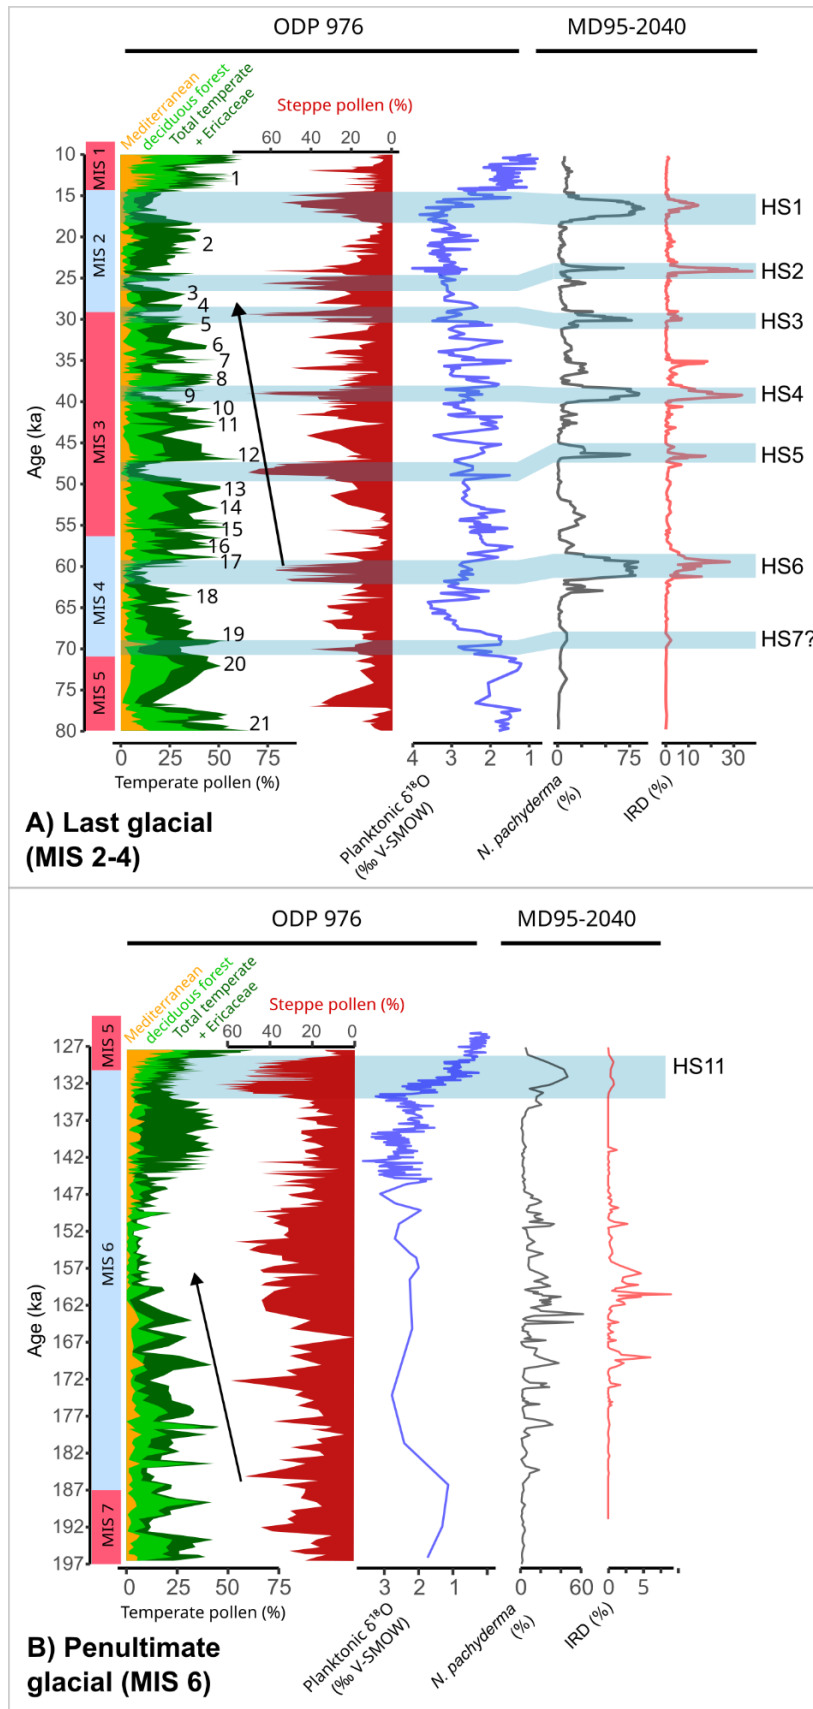 ODP 976
MD95-2040
Mediterranean
deciduous forest
Total temperate
+ Ericaceae
Steppe pollen (%)
60 40 20 0
Age (ka)
10
15
20
25
30
35
40
45
50
55
60
65
70
75
80
MIS 1
MIS 2
MIS 3
MIS 4
MIS 5
1
2
3
4
5
6
7
8
9
10
11
12
13
14
15
16
17
18
19
20
21
HS1
HS2
HS3
HS4
HS5
HS6
HS7?
0 25 50 75
4 3 2 1
0 75
0 10 30
Temperate pollen (%)
Planktonic δ¹⁸O
(‰ V-SMOW)
N. pachyderma
(%)
IRD (%)
A) Last glacial
(MIS 2-4)
ODP 976
MD95-2040
Mediterranean
deciduous forest
Total temperate
+ Ericaceae
Steppe pollen (%)
60 40 20 0
Age (ka)
127
132
137
142
147
152
157
162
167
172
177
182
187
192
197
MIS 5
MIS 6
MIS 7
HS11
0 25 50 75
3 2 1
0 60
0 5
Temperate pollen (%)
Planktonic δ¹⁸O
(‰ V-SMOW)
N. pachyderma
(%)
IRD (%)
B) Penultimate
glacial (MIS 6)